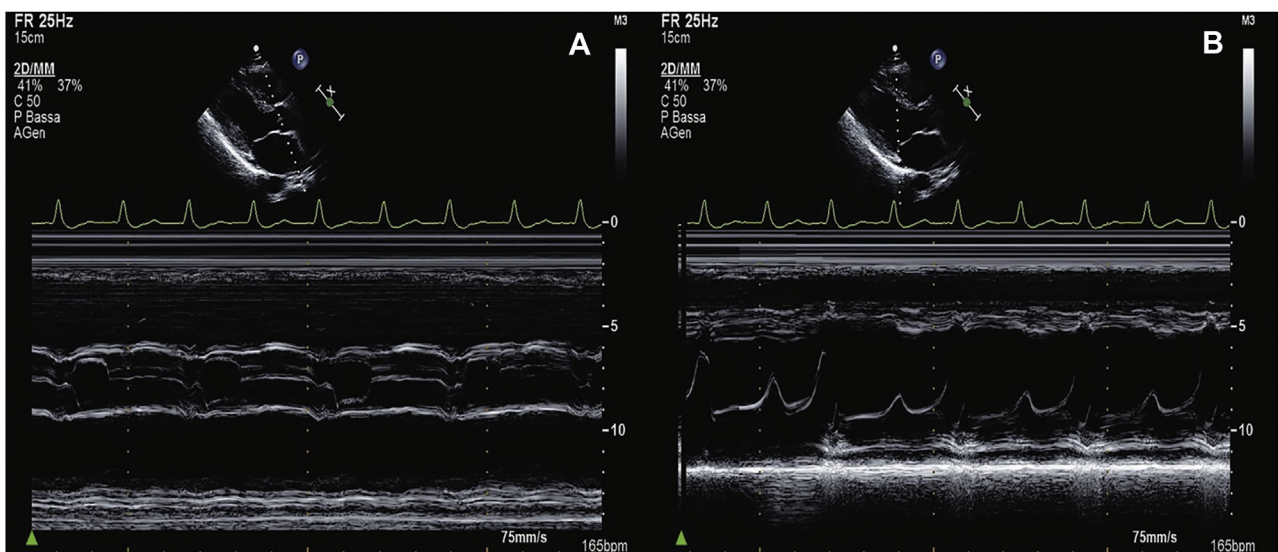 FR 25Hz
15cm
2D/MM
41% 37%
C 50
P Bassa
AGen
P
X
A
M3
0
5
10
75mm/s
165bpm
FR 25Hz
15cm
2D/MM
41% 37%
C 50
P Bassa
AGen
P
X
B
M3
0
5
10
75mm/s
165bpm